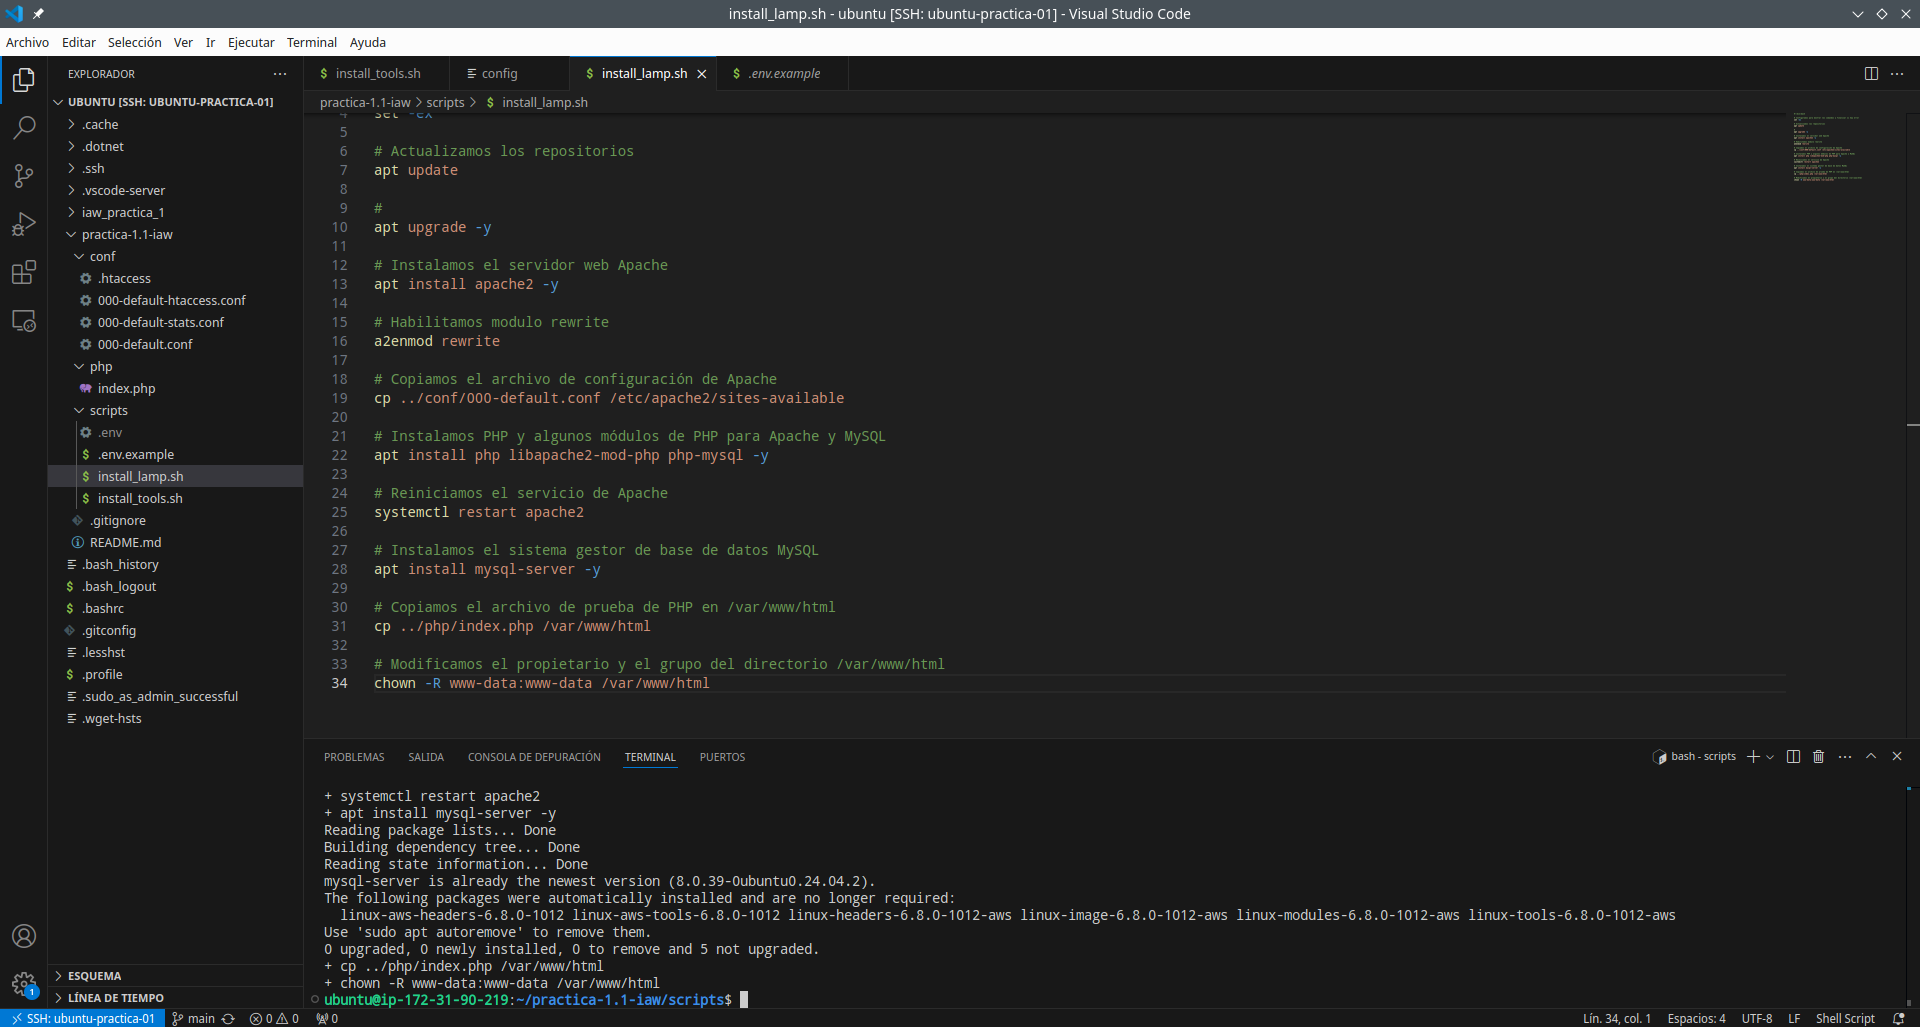 install_lamp.sh - ubuntu [SSH: ubuntu-practica-01] - Visual Studio Code
Archivo Editar Selección Ver Ir Ejecutar Terminal Ayuda
EXPLORADOR
UBUNTU [SSH: UBUNTU-PRACTICA-01]
.cache
.dotnet
.ssh
.vscode-server
iaw_practica_1
practica-1.1-iaw
conf
.htaccess
000-default-htaccess.conf
000-default-stats.conf
000-default.conf
php
index.php
scripts
.env
$ .env.example
$ install_lamp.sh
$ install_tools.sh
.gitignore
README.md
.bash_history
$ .bash_logout
$ .bashrc
.gitconfig
.lesshst
$ .profile
.sudo_as_admin_successful
.wget-hsts
ESQUEMA
LÍNEA DE TIEMPO
1
$ install_tools.sh config $ install_lamp.sh $ .env.example
practica-1.1-iaw > scripts > $ install_lamp.sh
4 set -ex
5
6 # Actualizamos los repositorios
7 apt update
8
9 #
10 apt upgrade -y
11
12 # Instalamos el servidor web Apache
13 apt install apache2 -y
14
15 # Habilitamos modulo rewrite
16 a2enmod rewrite
17
18 # Copiamos el archivo de configuración de Apache
19 cp ../conf/000-default.conf /etc/apache2/sites-available
20
21 # Instalamos PHP y algunos módulos de PHP para Apache y MySQL
22 apt install php libapache2-mod-php php-mysql -y
23
24 # Reiniciamos el servicio de Apache
25 systemctl restart apache2
26
27 # Instalamos el sistema gestor de base de datos MySQL
28 apt install mysql-server -y
29
30 # Copiamos el archivo de prueba de PHP en /var/www/html
31 cp ../php/index.php /var/www/html
32
33 # Modificamos el propietario y el grupo del directorio /var/www/html
34 chown -R www-data:www-data /var/www/html
PROBLEMAS SALIDA CONSOLA DE DEPURACIÓN TERMINAL PUERTOS
bash - scripts
+ systemctl restart apache2
+ apt install mysql-server -y
Reading package lists... Done
Building dependency tree... Done
Reading state information... Done
mysql-server is already the newest version (8.0.39-0ubuntu0.24.04.2).
The following packages were automatically installed and are no longer required:
linux-aws-headers-6.8.0-1012 linux-aws-tools-6.8.0-1012 linux-headers-6.8.0-1012-aws linux-image-6.8.0-1012-aws linux-modules-6.8.0-1012-aws linux-tools-6.8.0-1012-aws
Use 'sudo apt autoremove' to remove them.
0 upgraded, 0 newly installed, 0 to remove and 5 not upgraded.
+ cp ../php/index.php /var/www/html
+ chown -R www-data:www-data /var/www/html
ubuntu@ip-172-31-90-219:~/practica-1.1-iaw/scripts$
SSH: ubuntu-practica-01 main 0 0 0
Lín. 34, col. 1 Espacios: 4 UTF-8 LF Shell Script